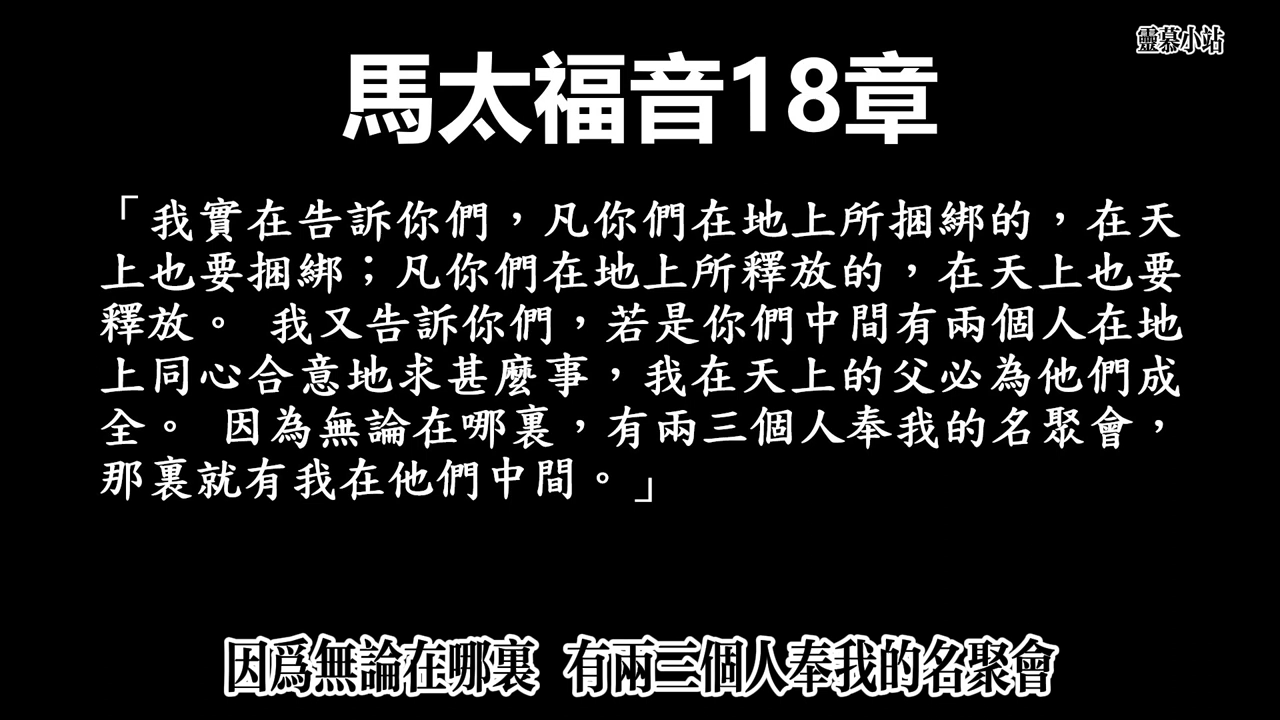 靈慕小站
馬太福音18章
「我實在告訴你們，凡你們在地上所捆綁的，在天
上也要捆綁；凡你們在地上所釋放的，在天上也要
釋放。 我又告訴你們，若是你們中間有兩個人在地
上同心合意地求甚麼事，我在天上的父必為他們成
全。 因為無論在哪裏，有兩三個人奉我的名聚會，
那裏就有我在他們中間。」
因爲無論在哪裏 有兩三個人奉我的名聚會